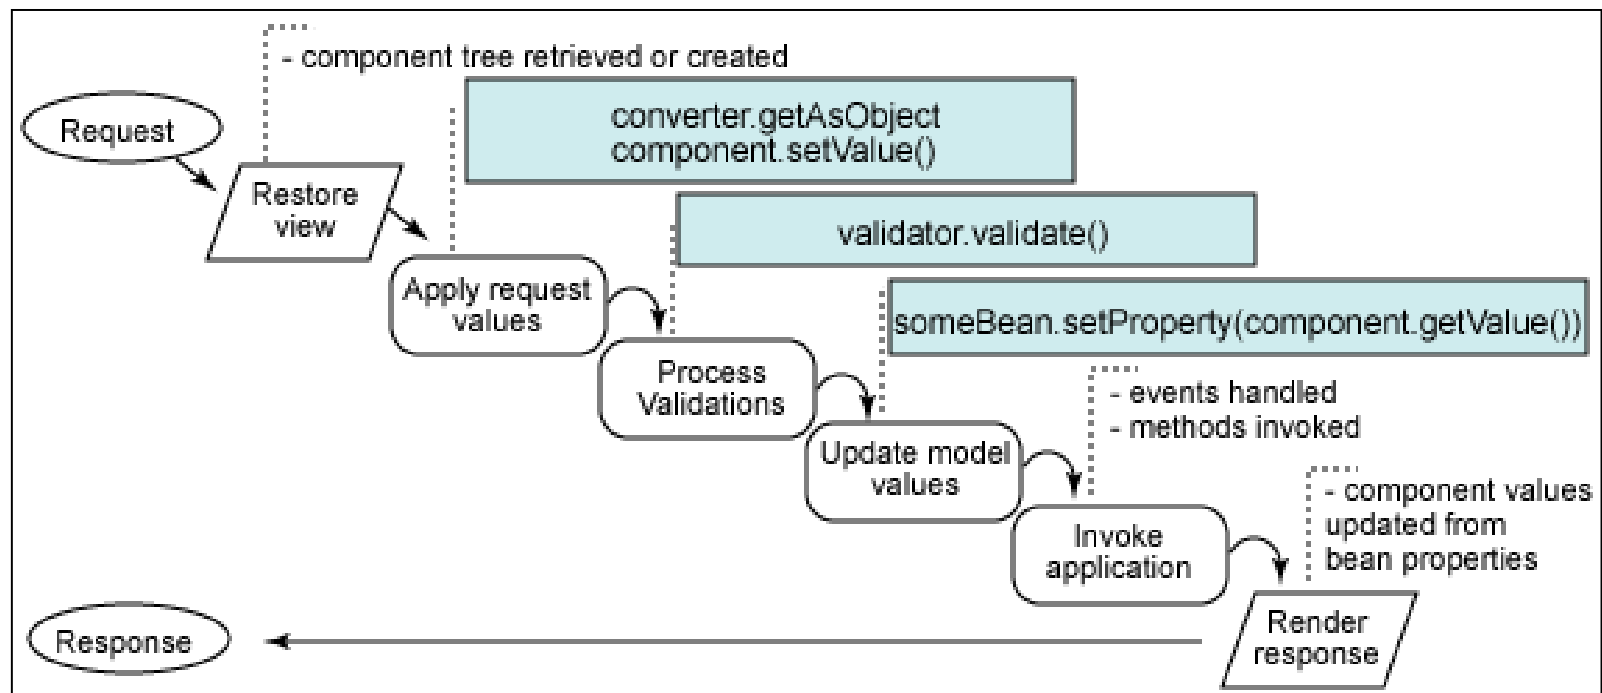 - component tree retrieved or created
Request
converter.getAsObject
component.setValue()
Restore
view
validator.validate()
Apply request
values
someBean.setProperty(component.getValue())
Process
Validations
- events handled
- methods invoked
Update model
values
- component values
updated from
bean properties
Invoke
application
Render
response
Response